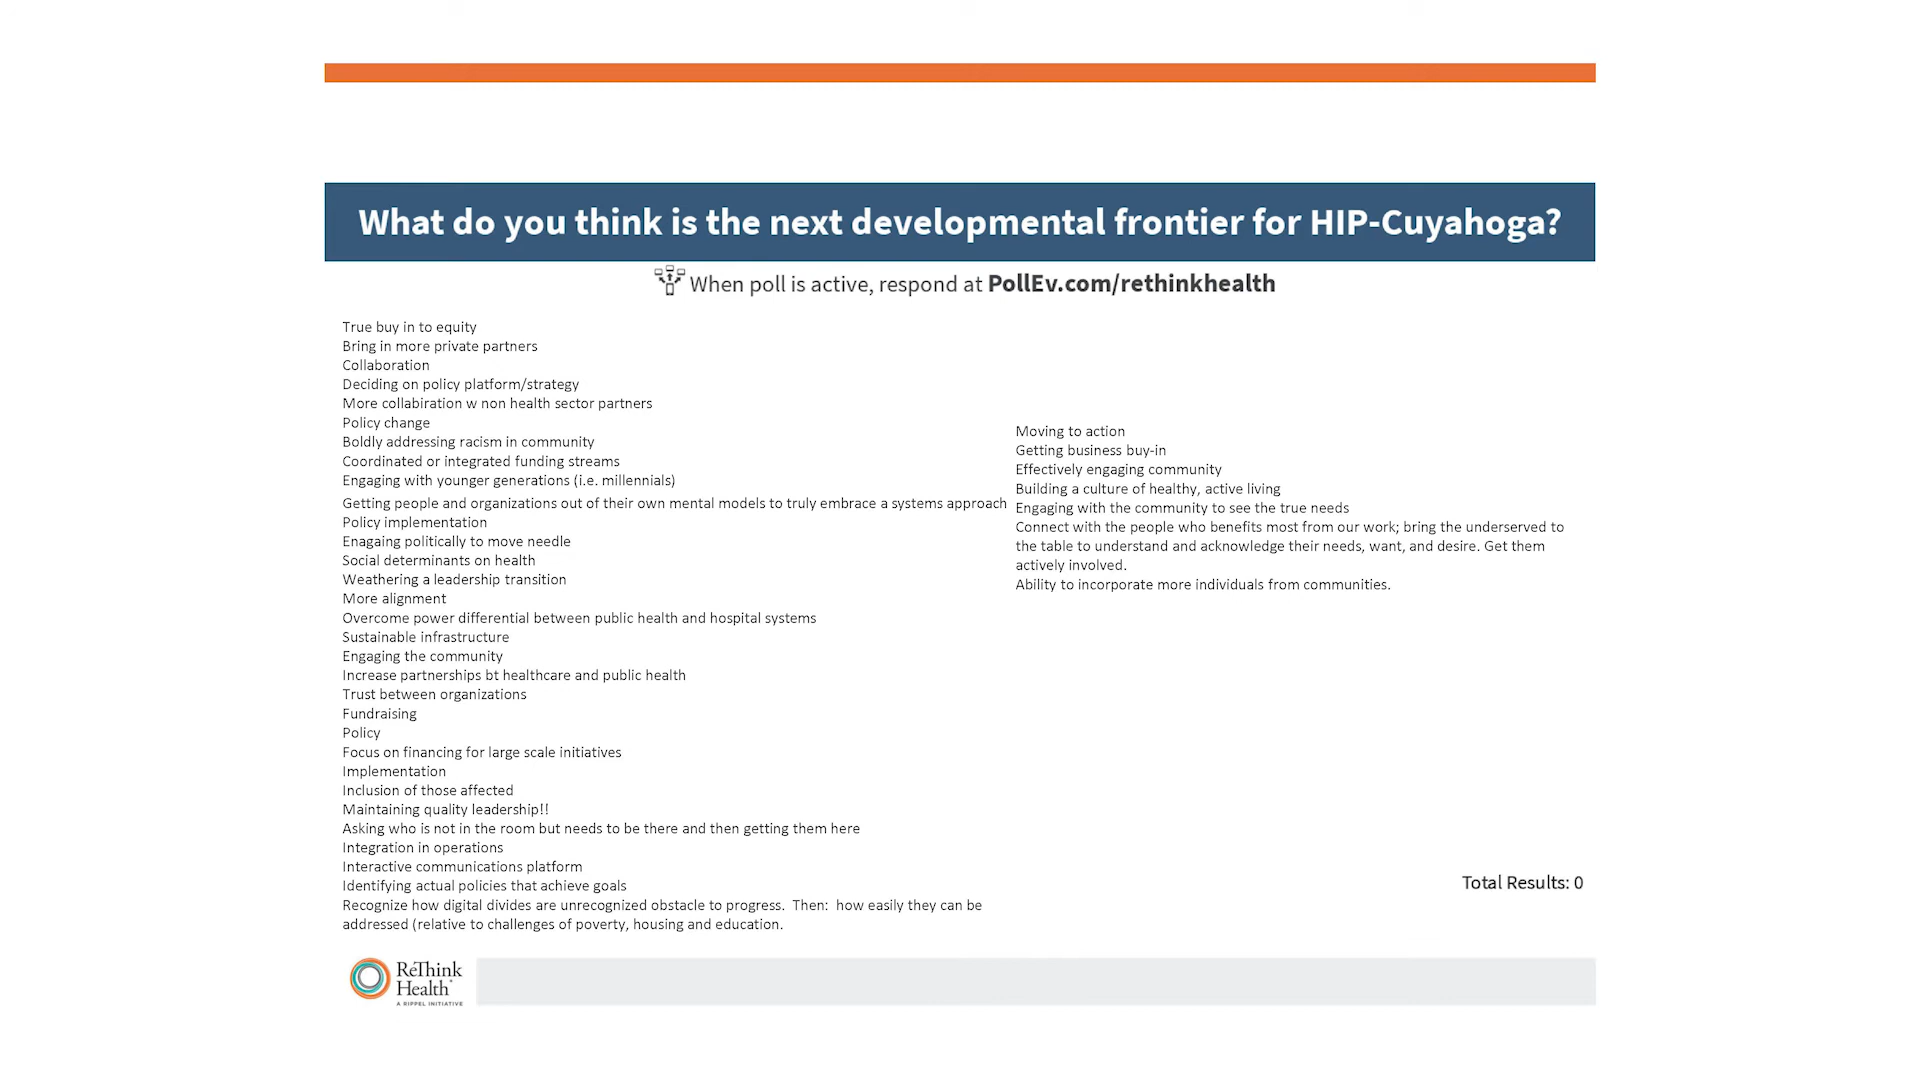 What do you think is the next developmental frontier for HIP-Cuyahoga?
When poll is active, respond at PollEv.com/rethinkhealth
True buy in to equity
Bring in more private partners
Collaboration
Deciding on policy platform/strategy
More collabiration w non health sector partners
Policy change
Boldly addressing racism in community
Coordinated or integrated funding streams
Engaging with younger generations (i.e. millennials)
Getting people and organizations out of their own mental models to truly embrace a systems approach
Policy implementation
Enagaing politically to move needle
Social determinants on health
Weathering a leadership transition
More alignment
Overcome power differential between public health and hospital systems
Sustainable infrastructure
Engaging the community
Increase partnerships bt healthcare and public health
Trust between organizations
Fundraising
Policy
Focus on financing for large scale initiatives
Implementation
Inclusion of those affected
Maintaining quality leadership!!
Asking who is not in the room but needs to be there and then getting them here
Integration in operations
Interactive communications platform
Identifying actual policies that achieve goals
Recognize how digital divides are unrecognized obstacle to progress.  Then:  how easily they can be
addressed (relative to challenges of poverty, housing and education.
Moving to action
Getting business buy-in
Effectively engaging community
Building a culture of healthy, active living
Engaging with the community to see the true needs
Connect with the people who benefits most from our work; bring the underserved to
the table to understand and acknowledge their needs, want, and desire. Get them
actively involved.
Ability to incorporate more individuals from communities.
Total Results: 0
ReThink
Health
A RIPPEL INITIATIVE